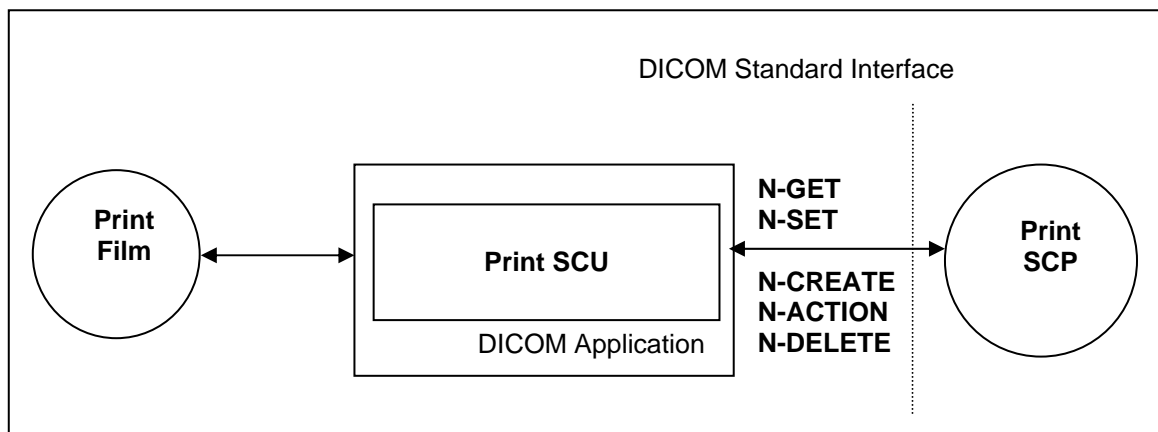 DICOM Standard Interface
Print
Film
Print SCU
DICOM Application
N-GET
N-SET
N-CREATE
N-ACTION
N-DELETE
Print
SCP